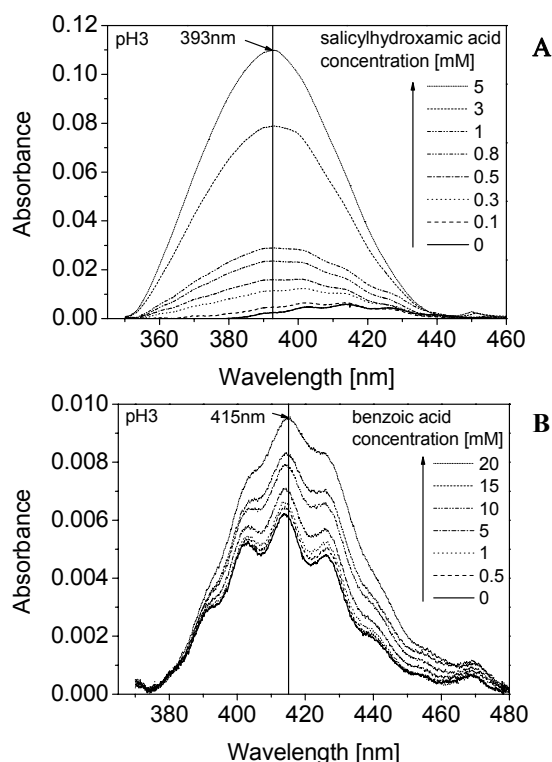 pH3
393nm
salicylhydroxamic acid
concentration [mM]
A
5
3
1
0.8
0.5
0.3
0.1
0
0.12
0.10
0.08
0.06
0.04
0.02
0.00
Absorbance
360 380 400 420 440 460
Wavelength [nm]
pH3
415nm
benzoic acid
concentration [mM]
B
20
15
10
5
1
0.5
0
0.010
0.008
0.006
0.004
0.002
0.000
Absorbance
380 400 420 440 460 480
Wavelength [nm]